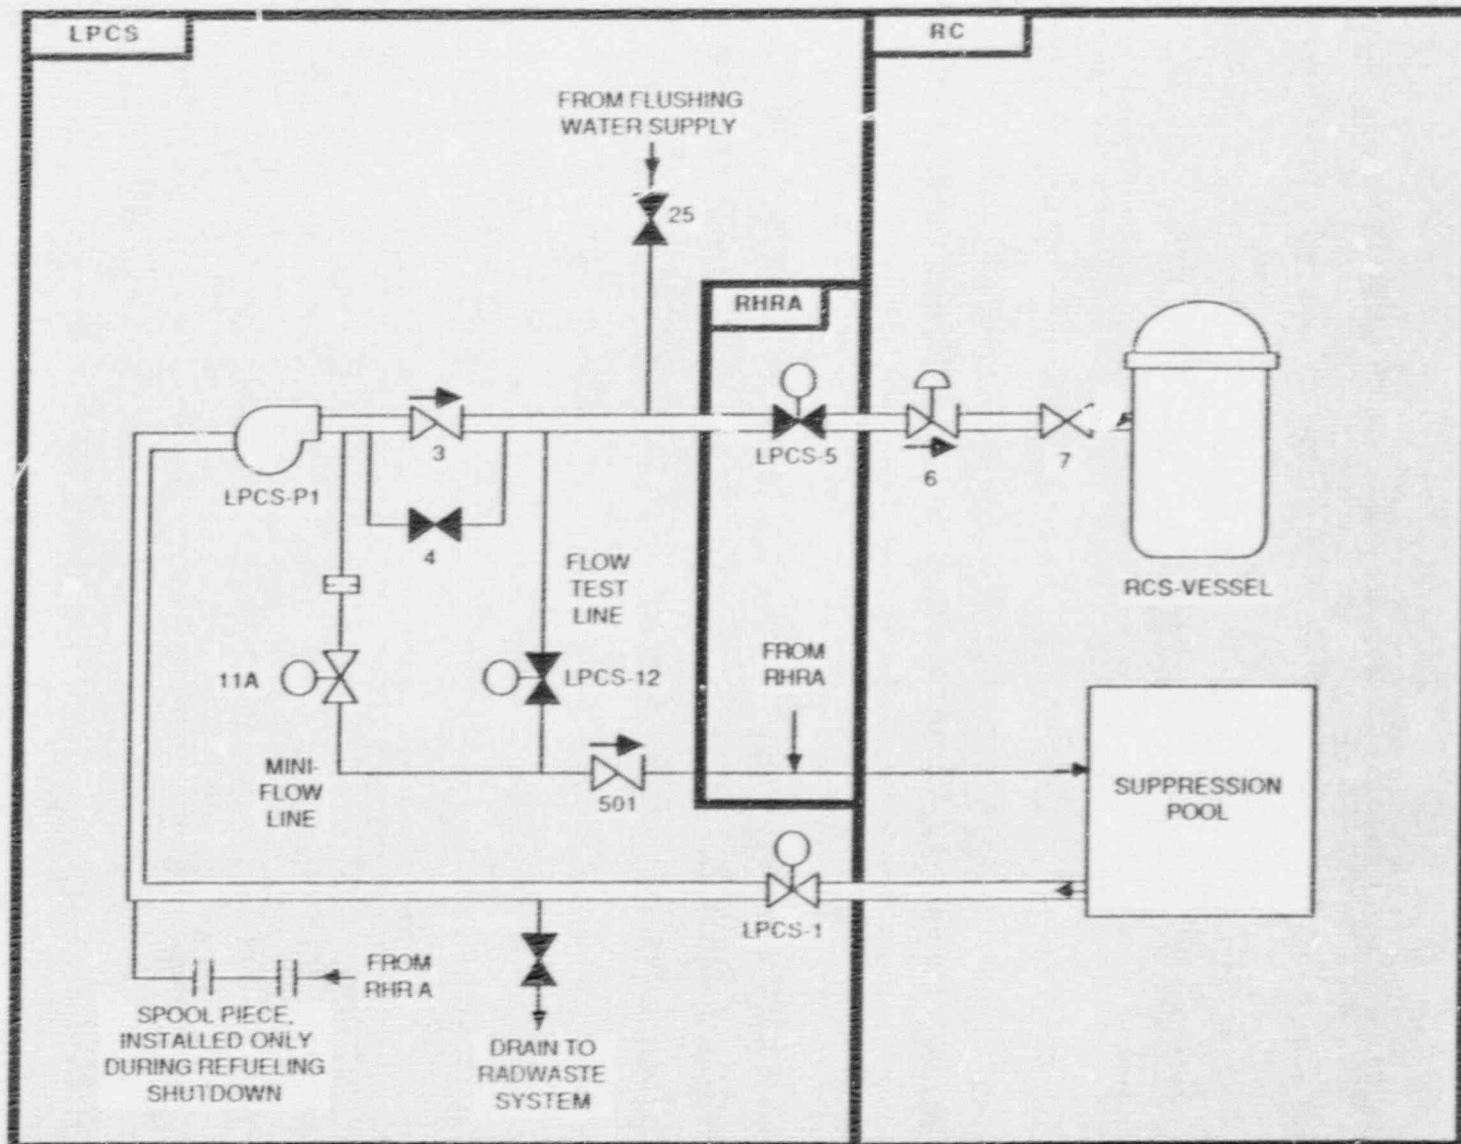 LPCS
RC
FROM FLUSHING
WATER SUPPLY
25
RHRA
3
LPCS-P1
LPCS-5
6
7
4
FLOW
TEST
LINE
RCS-VESSEL
11A
LPCS-12
FROM
RHRA
MINI-
FLOW
LINE
501
SUPPRESSION
POOL
LPCS-1
FROM
RHR A
SPOOL PIECE,
INSTALLED ONLY
DURING REFUELING
SHUTDOWN
DRAIN TO
RADWASTE
SYSTEM